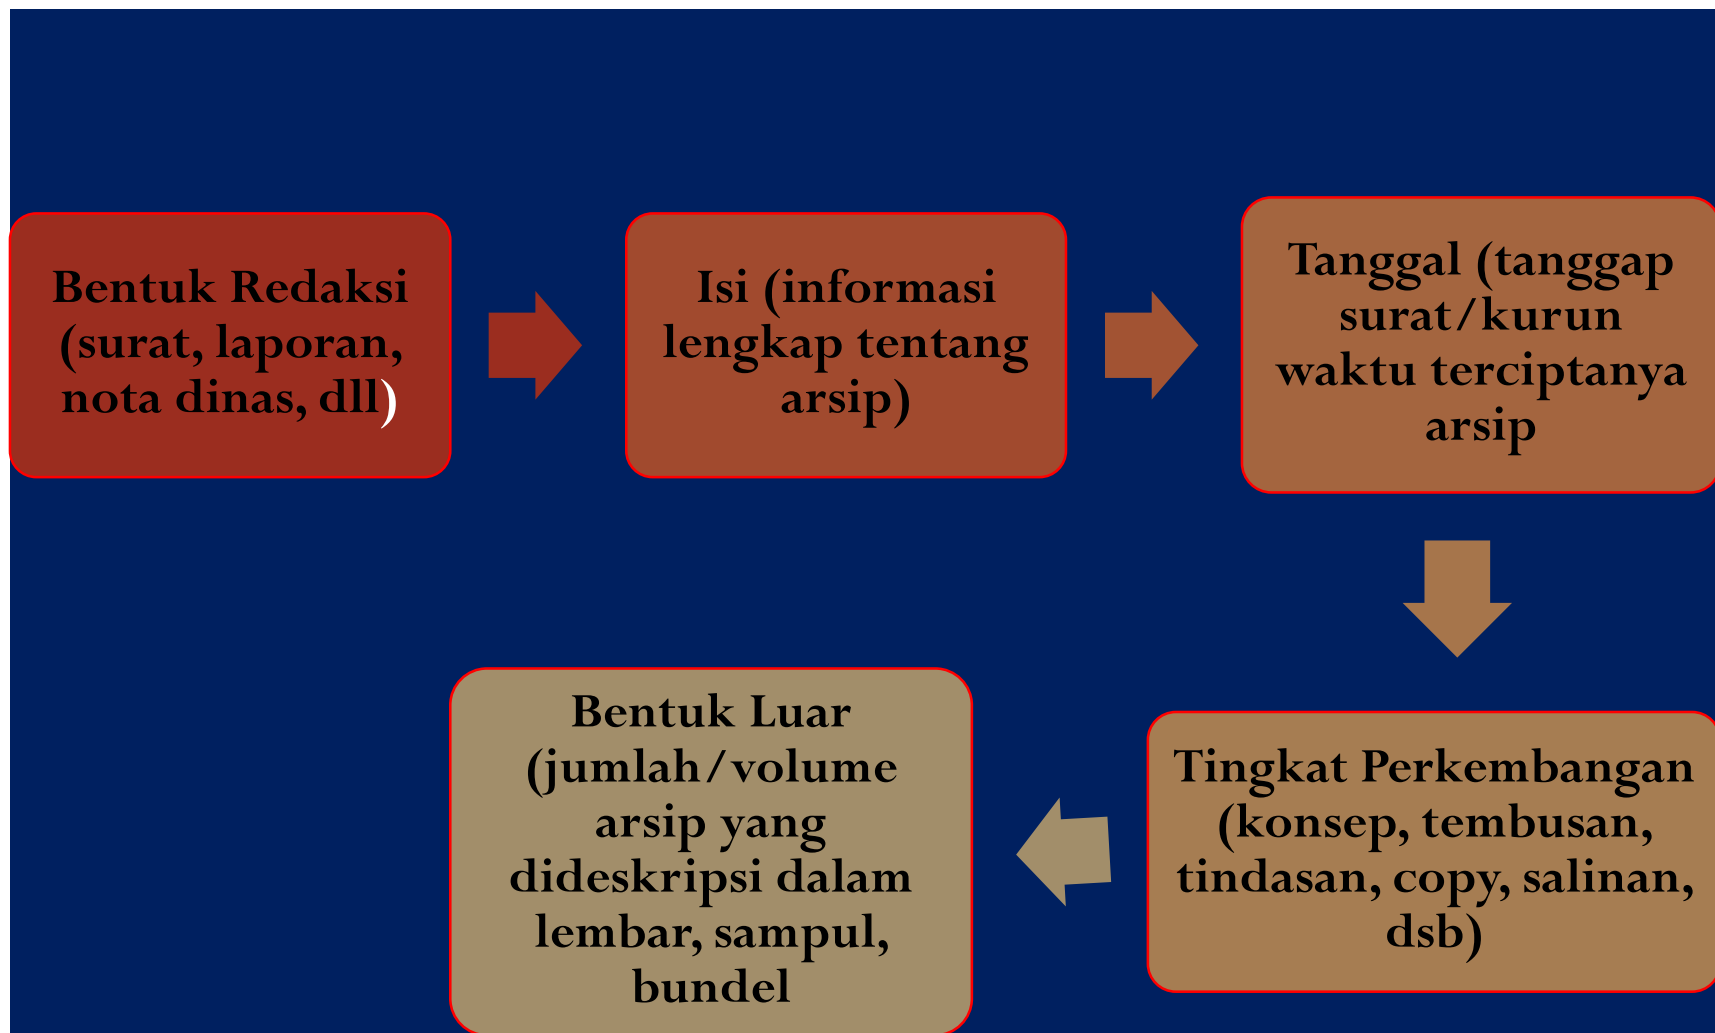 Bentuk Redaksi
(surat, laporan,
nota dinas, dll)
Isi (informasi
lengkap tentang
arsip)
Tanggal (tanggap
surat/kurun
waktu terciptanya
arsip
Tingkat Perkembangan
(konsep, tembusan,
tindasan, copy, salinan,
dsb)
Bentuk Luar
(jumlah/volume
arsip yang
dideskripsi dalam
lembar, sampul,
bundel